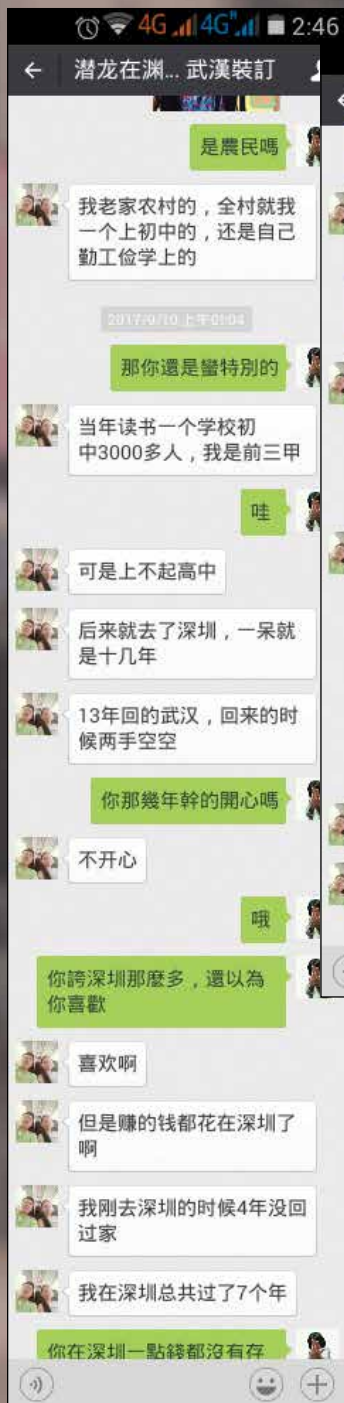 4G 4G 2:46
潜龙在渊... 武漢裝訂
是農民嗎
我老家农村的，全村就我
一个上初中的，还是自己
勤工俭学上的
2017/9/10 上午01:04
那你還是蠻特別的
当年读书一个学校初
中3000多人，我是前三甲
哇
可是上不起高中
后来就去了深圳，一呆就
是十几年
13年回的武汉，回来的时
候两手空空
你那幾年幹的開心嗎
不开心
哦
你誇深圳那麼多，還以為
你喜歡
喜欢啊
但是赚的钱都花在深圳了
啊
我刚去深圳的时候4年没回
过家
我在深圳总共过了7个年
你在深圳一點錢都沒有存